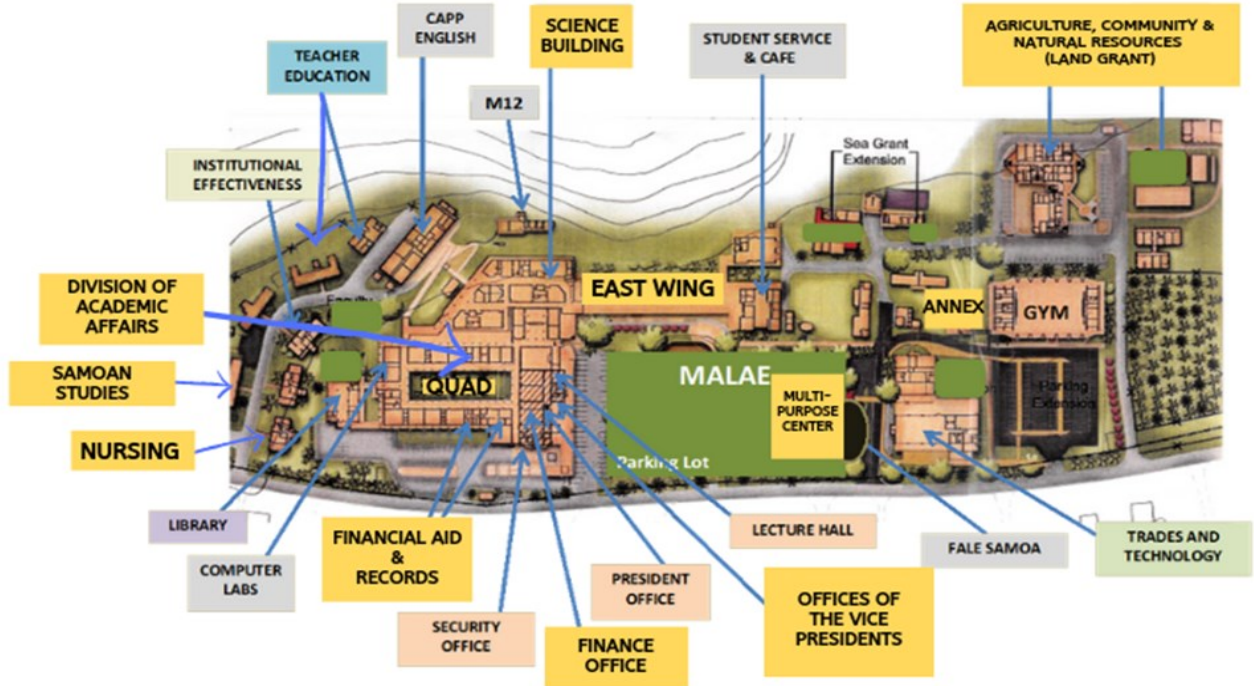 CAPP
ENGLISH
SCIENCE
BUILDING
AGRICULTURE, COMMUNITY &
NATURAL RESOURCES
(LAND GRANT)
STUDENT SERVICE
& CAFE
TEACHER
EDUCATION
M12
Sea Grant
Extension
INSTITUTIONAL
EFFECTIVENESS
DIVISION OF
ACADEMIC
AFFAIRS
EAST WING
ANNEX
GYM
SAMOAN
STUDIES
QUAD
MALAE
MULTI-
PURPOSE
CENTER
Parking
Extension
NURSING
Parking Lot
LIBRARY
FINANCIAL AID
&
RECORDS
LECTURE HALL
FALE SAMOA
TRADES AND
TECHNOLOGY
COMPUTER
LABS
PRESIDENT
OFFICE
OFFICES OF
THE VICE
PRESIDENTS
SECURITY
OFFICE
FINANCE
OFFICE